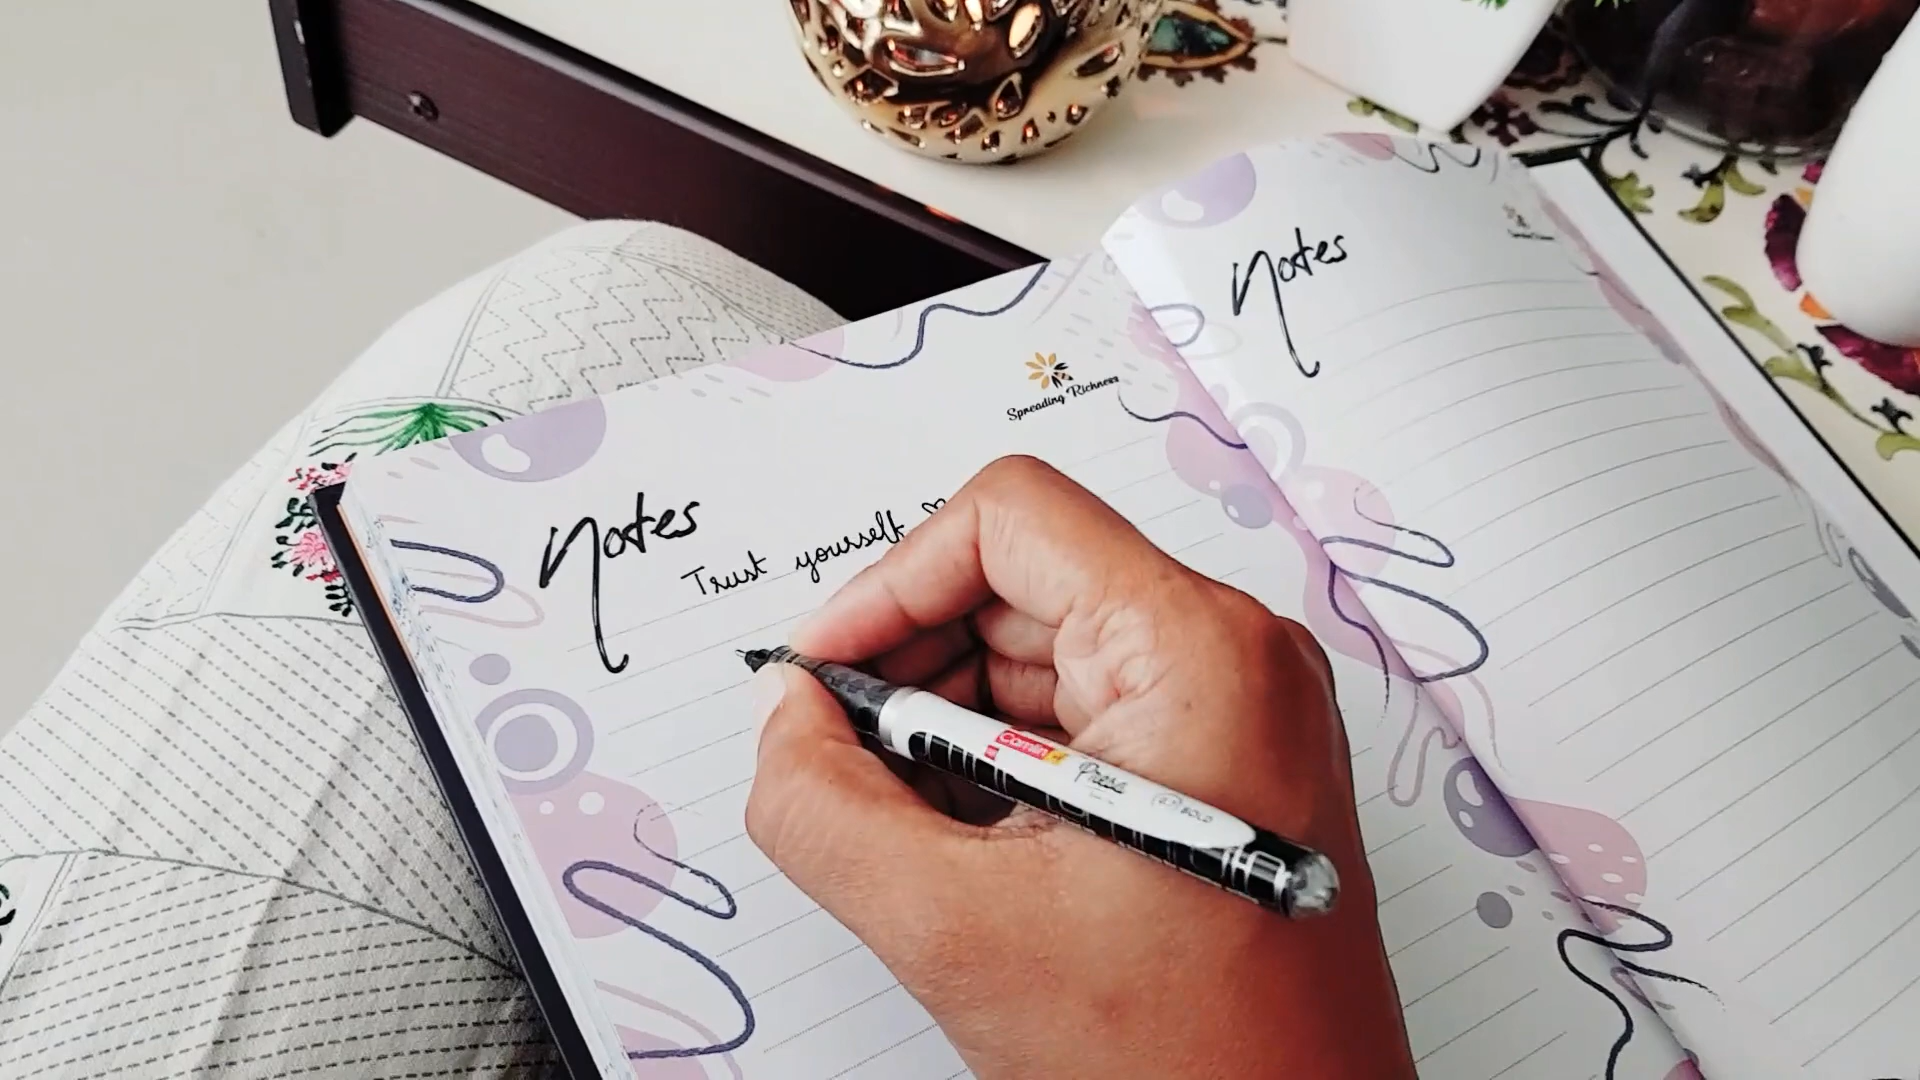 Notes
Spreading Richness
Notes
Trust yourself ♡
Camlin
BOLD